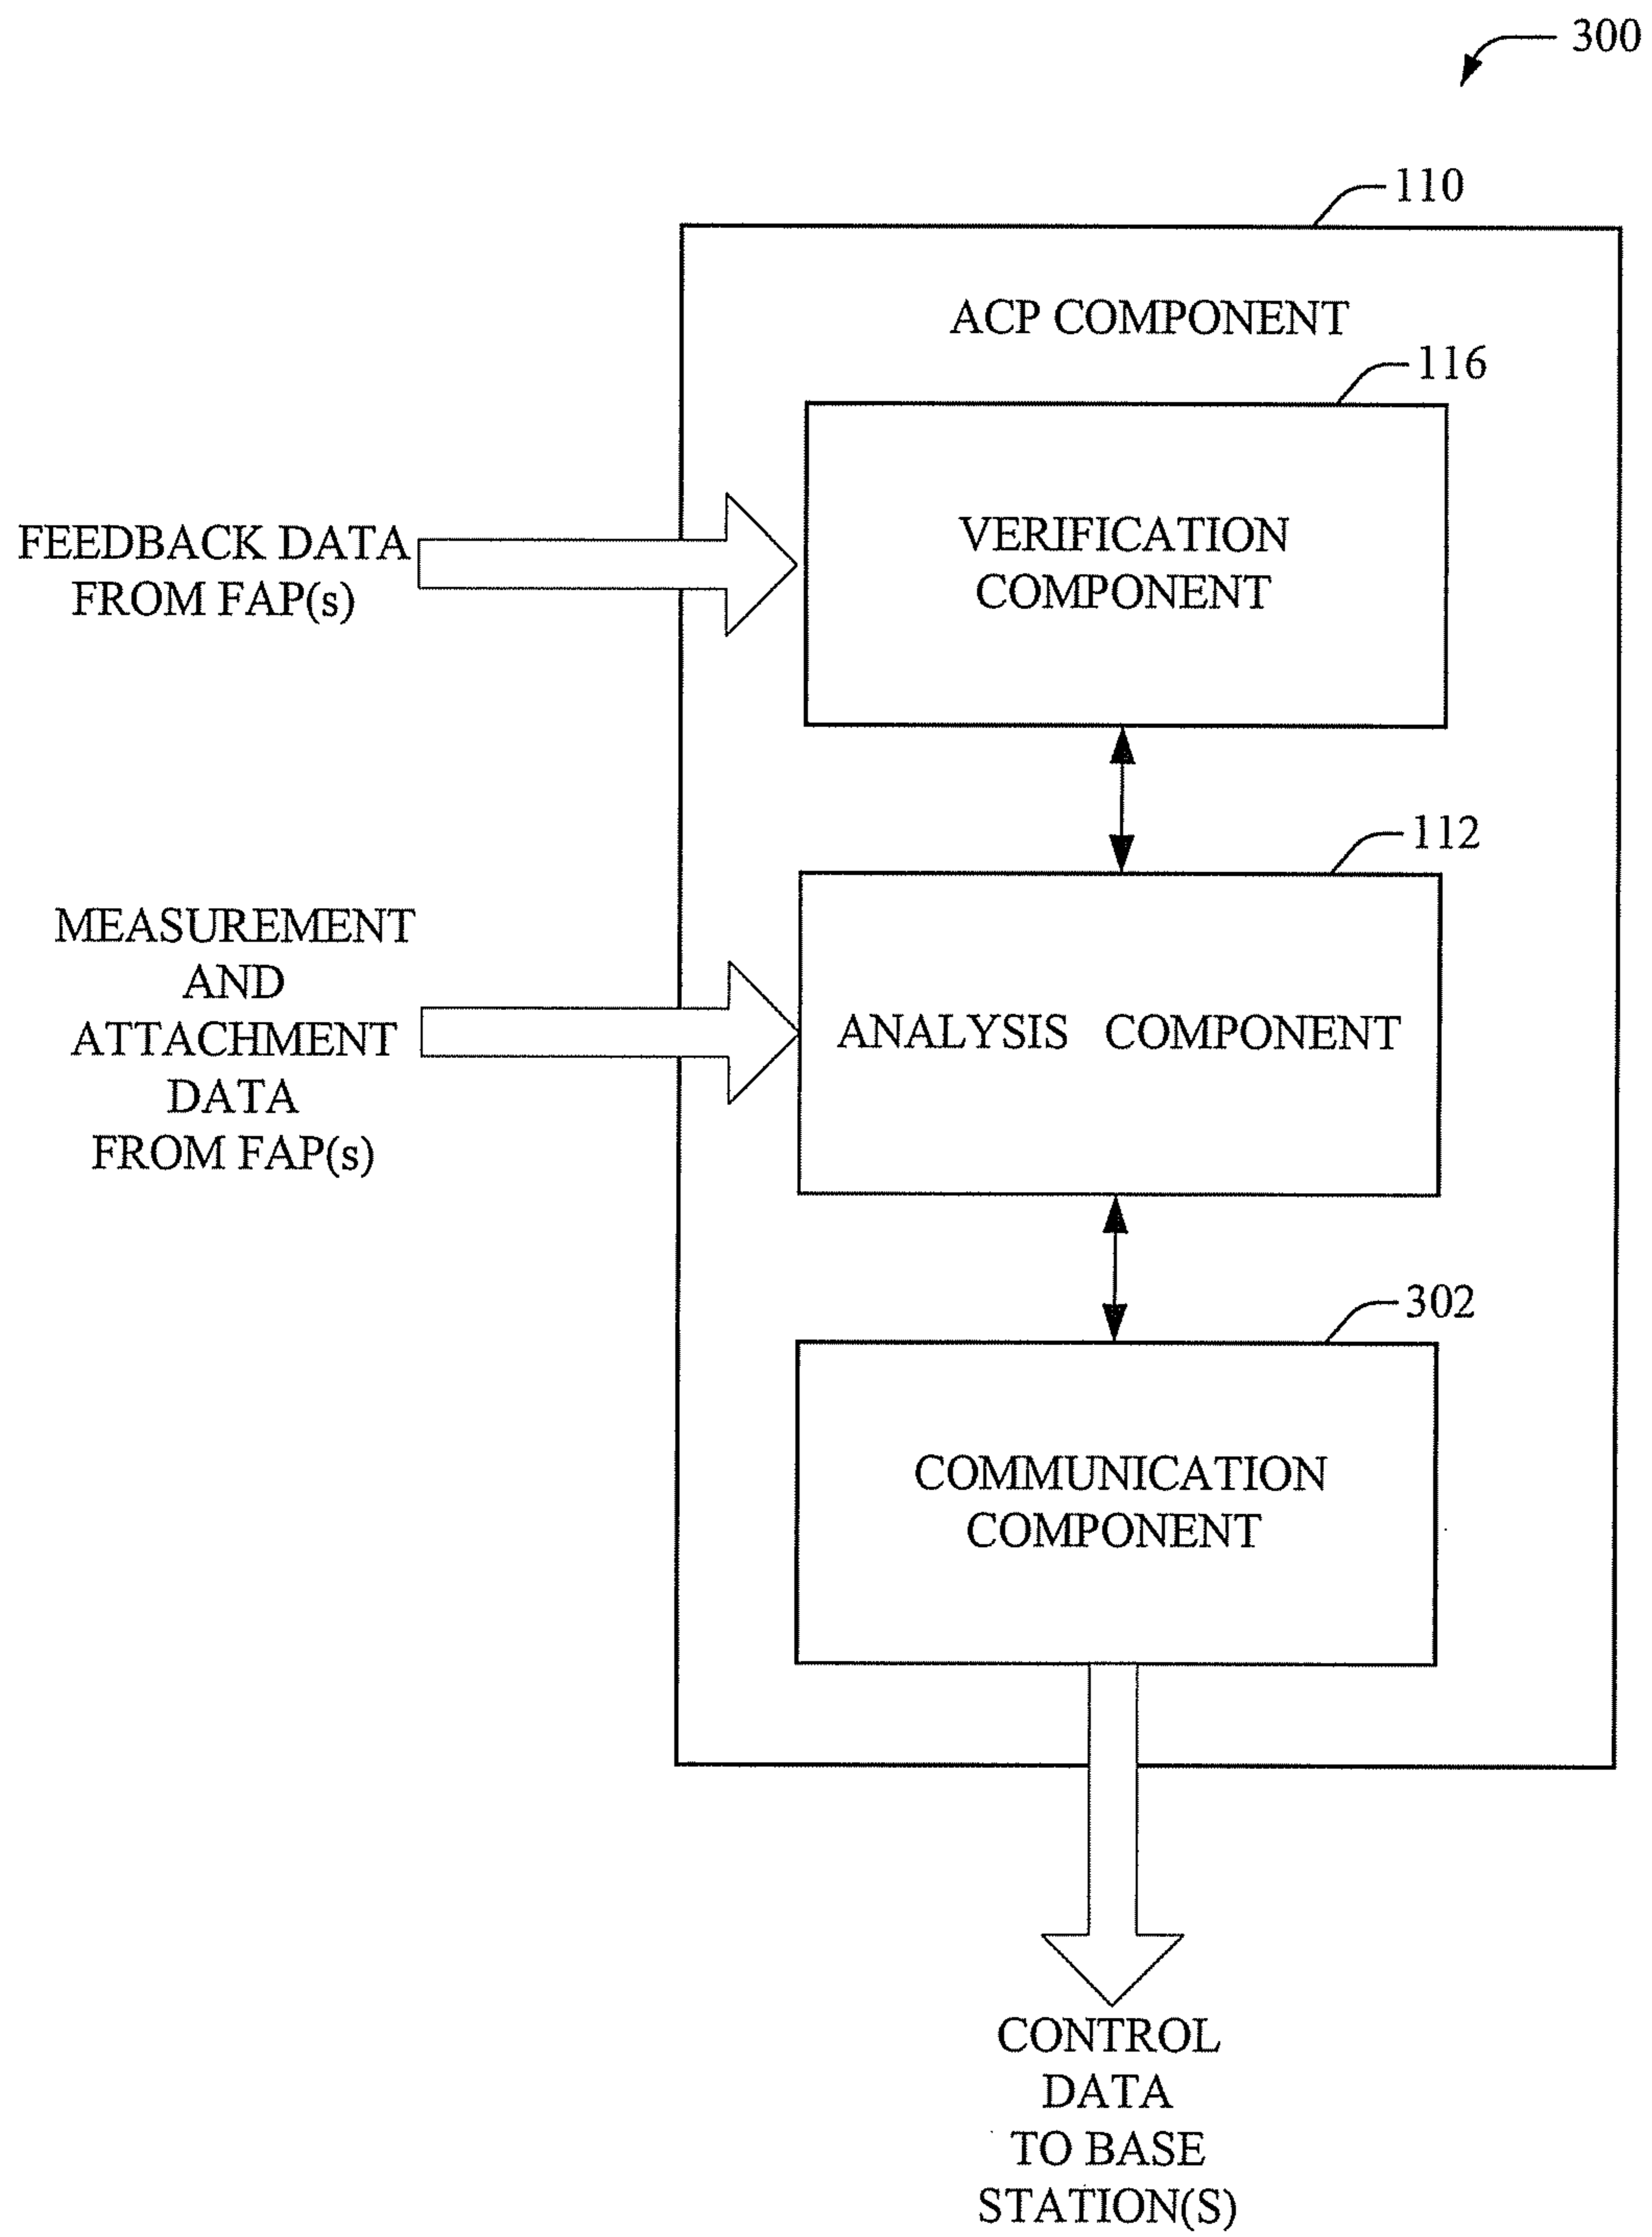 300
110
ACP COMPONENT
116
FEEDBACK DATA
FROM FAP(s)
VERIFICATION
COMPONENT
112
MEASUREMENT
AND
ATTACHMENT
DATA
FROM FAP(s)
ANALYSIS COMPONENT
302
COMMUNICATION
COMPONENT
CONTROL
DATA
TO BASE
STATION(S)